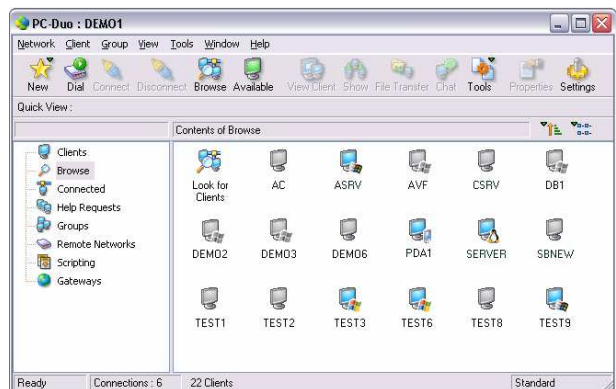 PC-Duo : DEMO1
Network Client Group View Tools Window Help
New Dial Connect Disconnect Browse Available View Client Show File Transfer Chat Tools Properties Settings
Quick View :
Contents of Browse
Clients
Browse
Connected
Help Requests
Groups
Remote Networks
Scripting
Gateways
Look for Clients AC ASRV AVF CSRV DB1
DEMO2 DEMO3 DEMO6 PDA1 SERVER SBNEW
TEST1 TEST2 TEST3 TEST6 TEST8 TEST9
Ready Connections : 6 22 Clients Standard